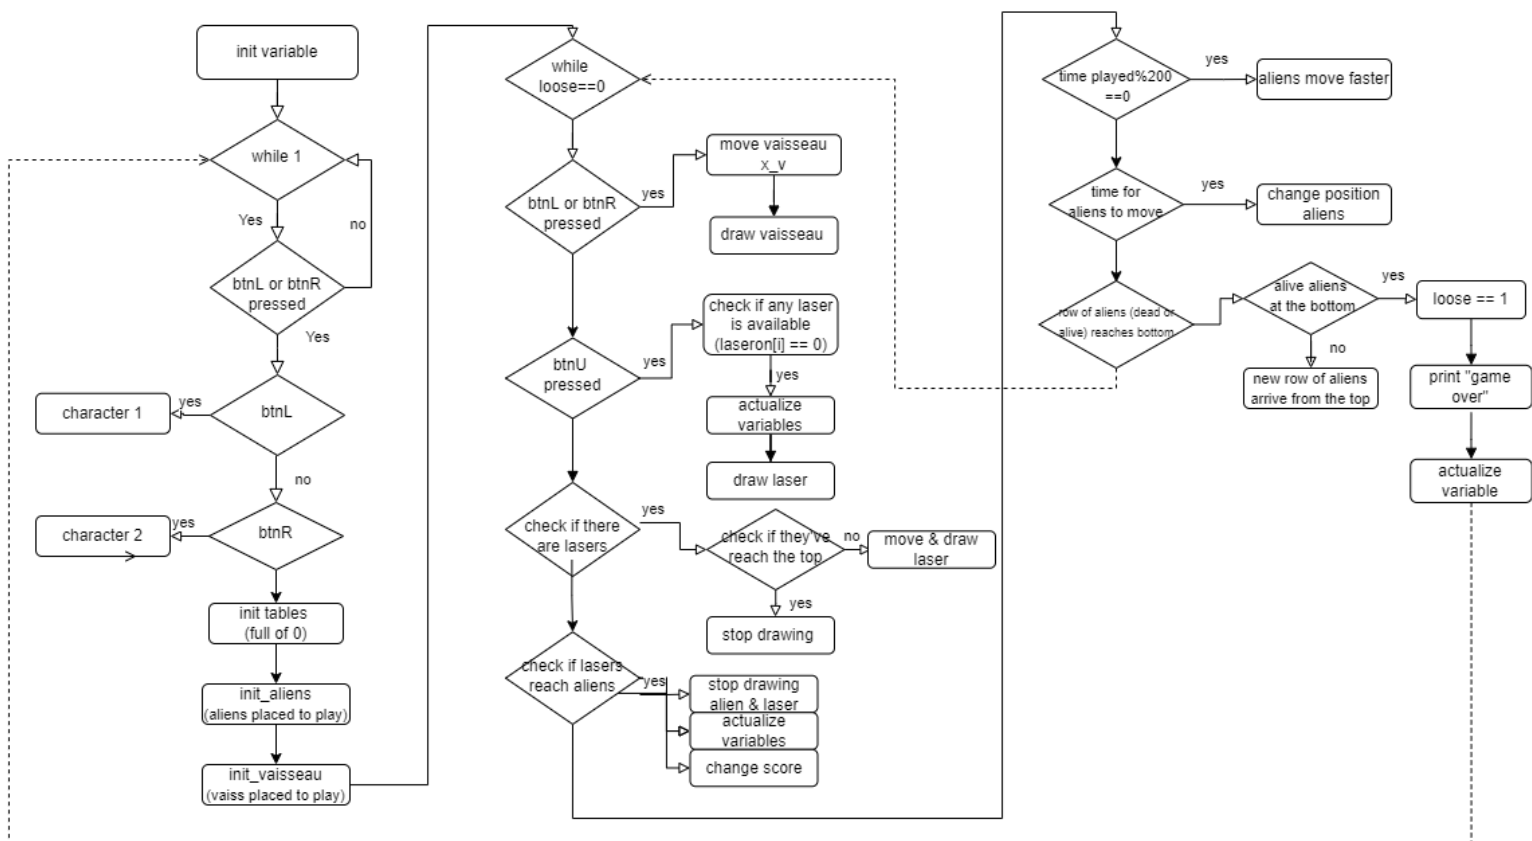 init variable
while 1
Yes
no
btnL or btnR
pressed
Yes
btnL
yes
character 1
no
btnR
yes
character 2
init tables
(full of 0)
init_aliens
(aliens placed to play)
init_vaisseau
(vaiss placed to play)
while
loose==0
btnL or btnR
pressed
yes
move vaisseau
x_v
draw vaisseau
btnU
pressed
yes
check if any laser
is available
(laseron[i] == 0)
yes
actualize
variables
draw laser
check if there
are lasers
yes
check if they've
reach the top
no
move & draw
laser
yes
stop drawing
check if lasers
reach aliens
yes
stop drawing
alien & laser
actualize
variables
change score
time played%200
==0
yes
aliens move faster
time for
aliens to move
yes
change position
aliens
row of aliens (dead or
alive) reaches bottom
alive aliens
at the bottom
yes
loose == 1
no
new row of aliens
arrive from the top
print "game
over"
actualize
variable